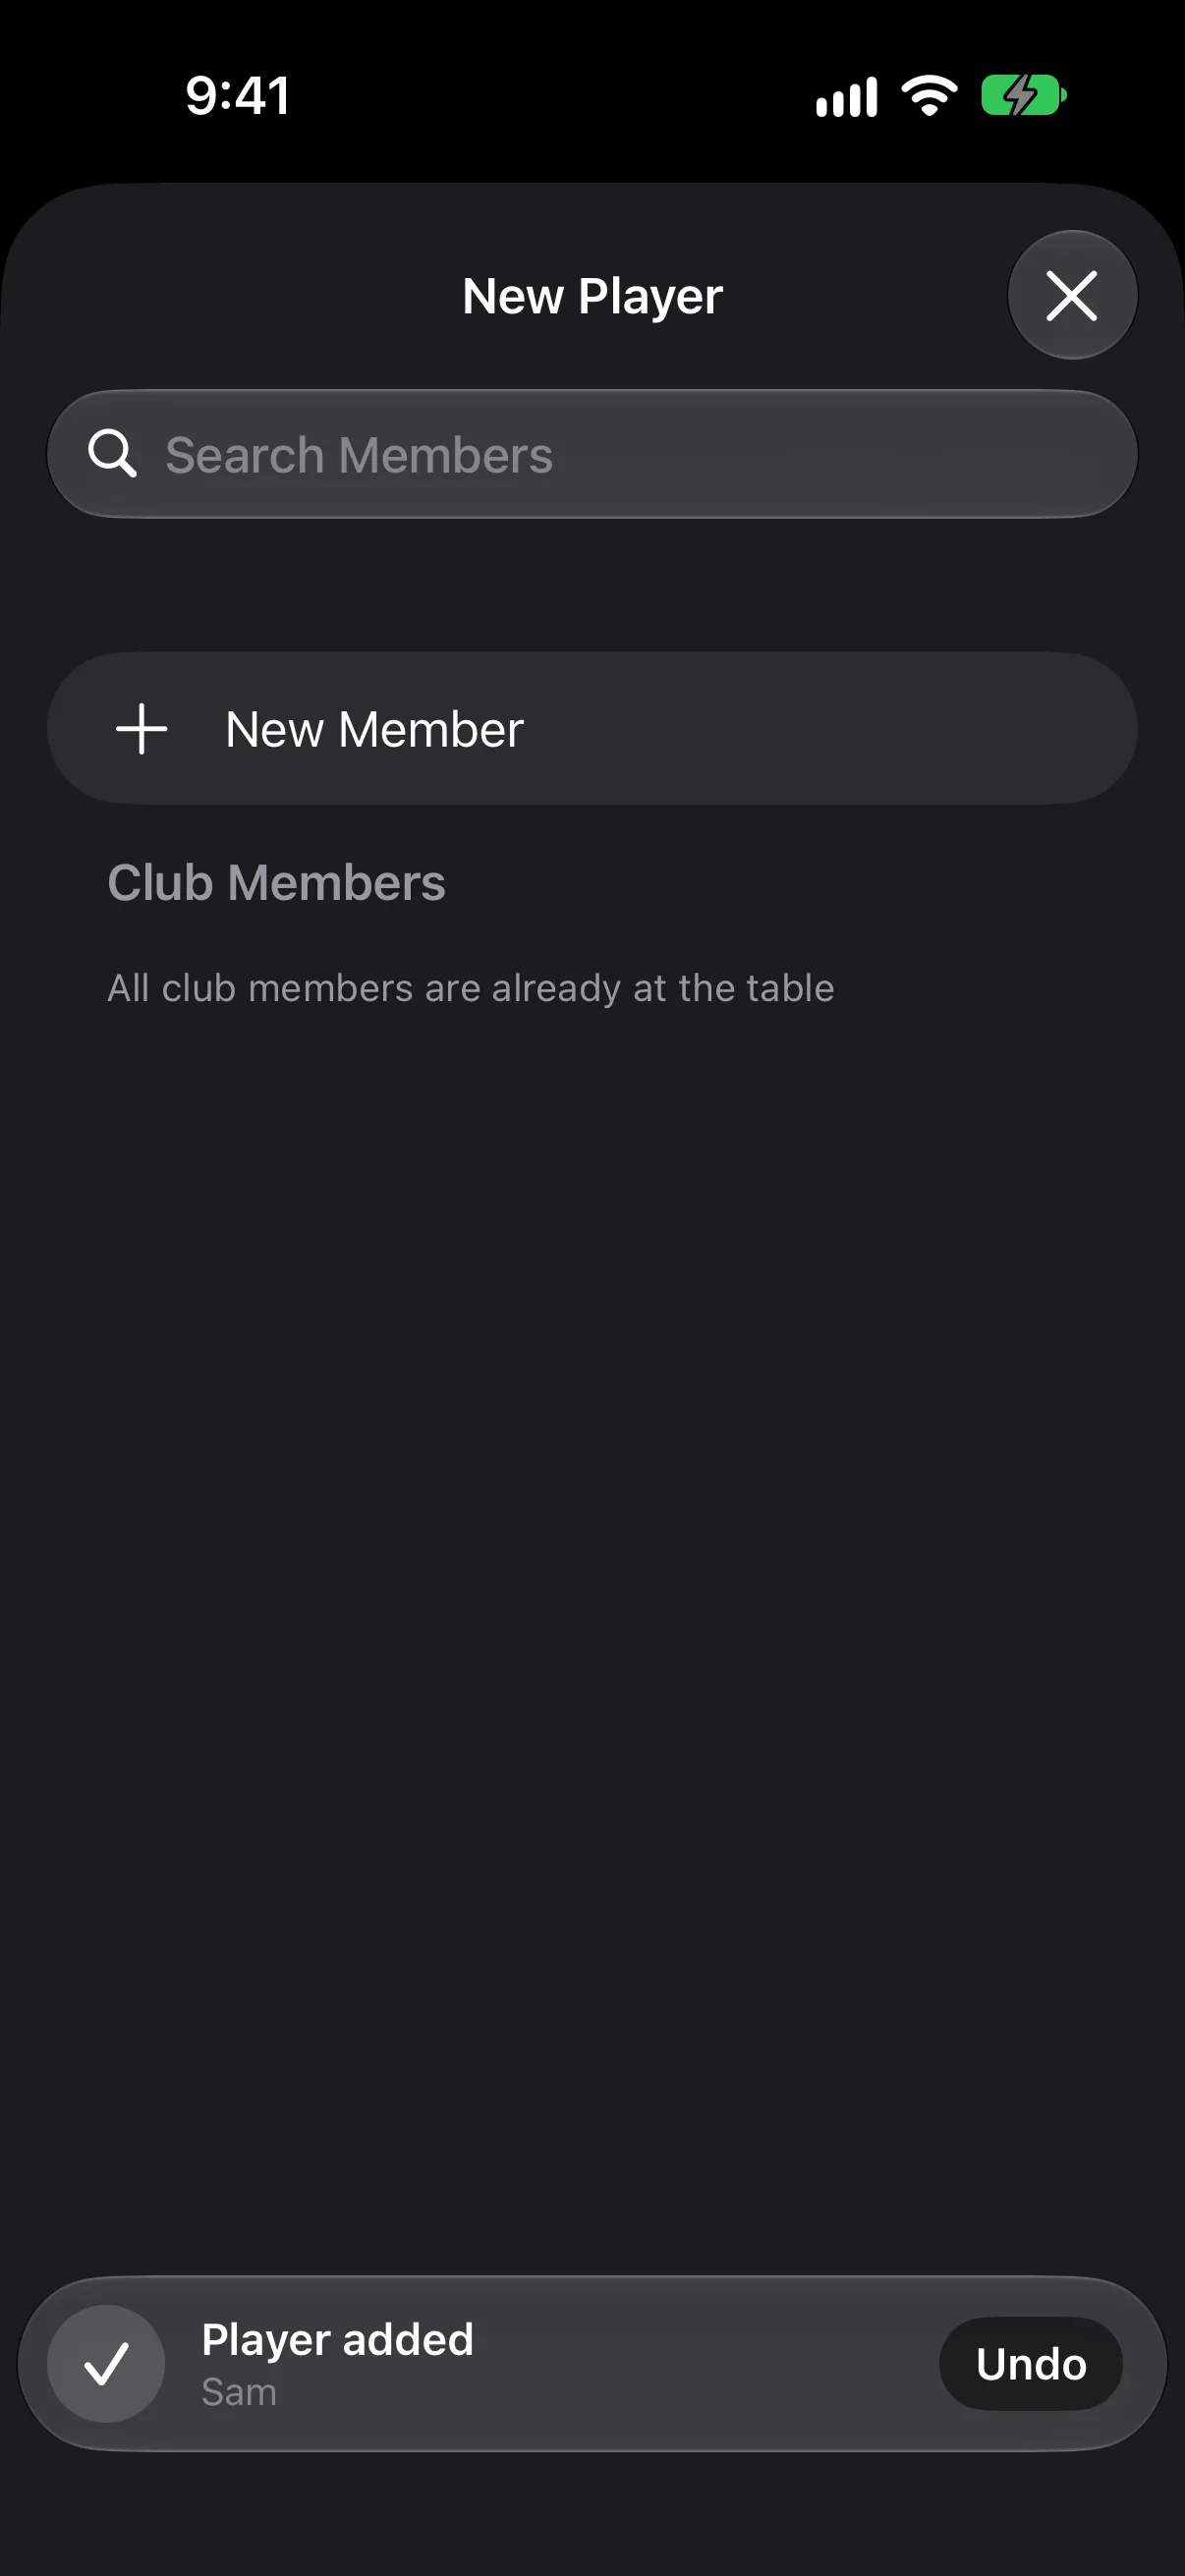 9:41
New Player
Search Members
New Member
Club Members
All club members are already at the table
Player added
Sam
Undo